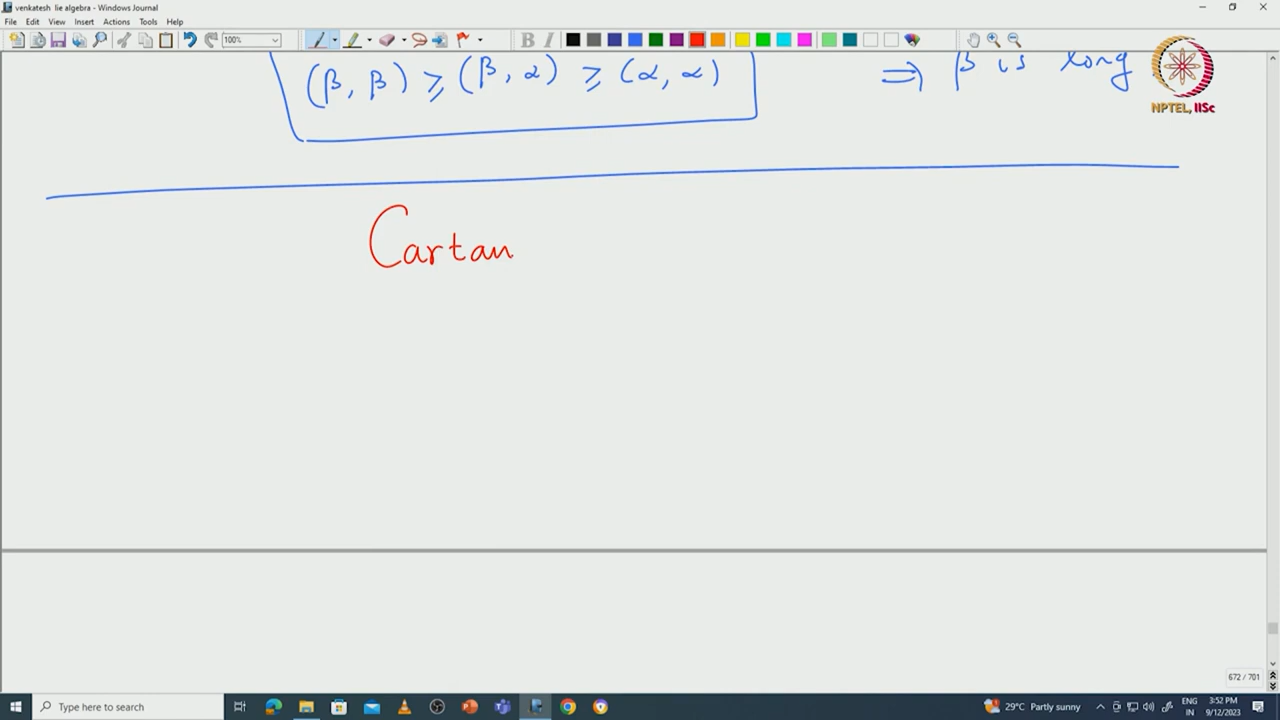 venkatesh lie algebra - Windows Journal
File Edit View Insert Actions Tools Help
100%
B I
(β, β) ⩾ (β, α) ⩾ (α, α) ⇒ β is long
NPTEL, IISc
Cartan
672 / 701
Type here to search
29°C Partly sunny
ENG
IN
3:52 PM
9/12/2023